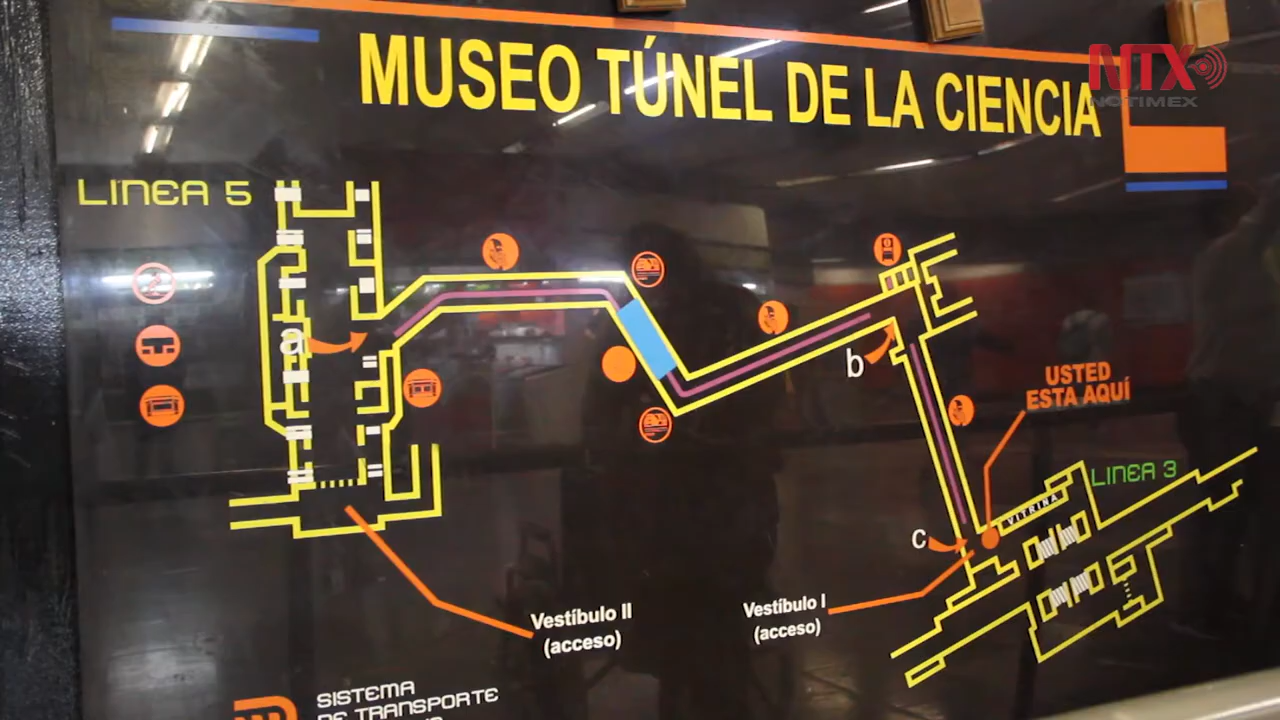 MUSEO TÚNEL DE LA CIENCIA
NTX
NOTIMEX
LINEA 5
a
b
USTED
ESTA AQUÍ
LINEA 3
VITRINA
c
Vestíbulo I
(acceso)
Vestíbulo II
(acceso)
SISTEMA
DE TRANSPORTE